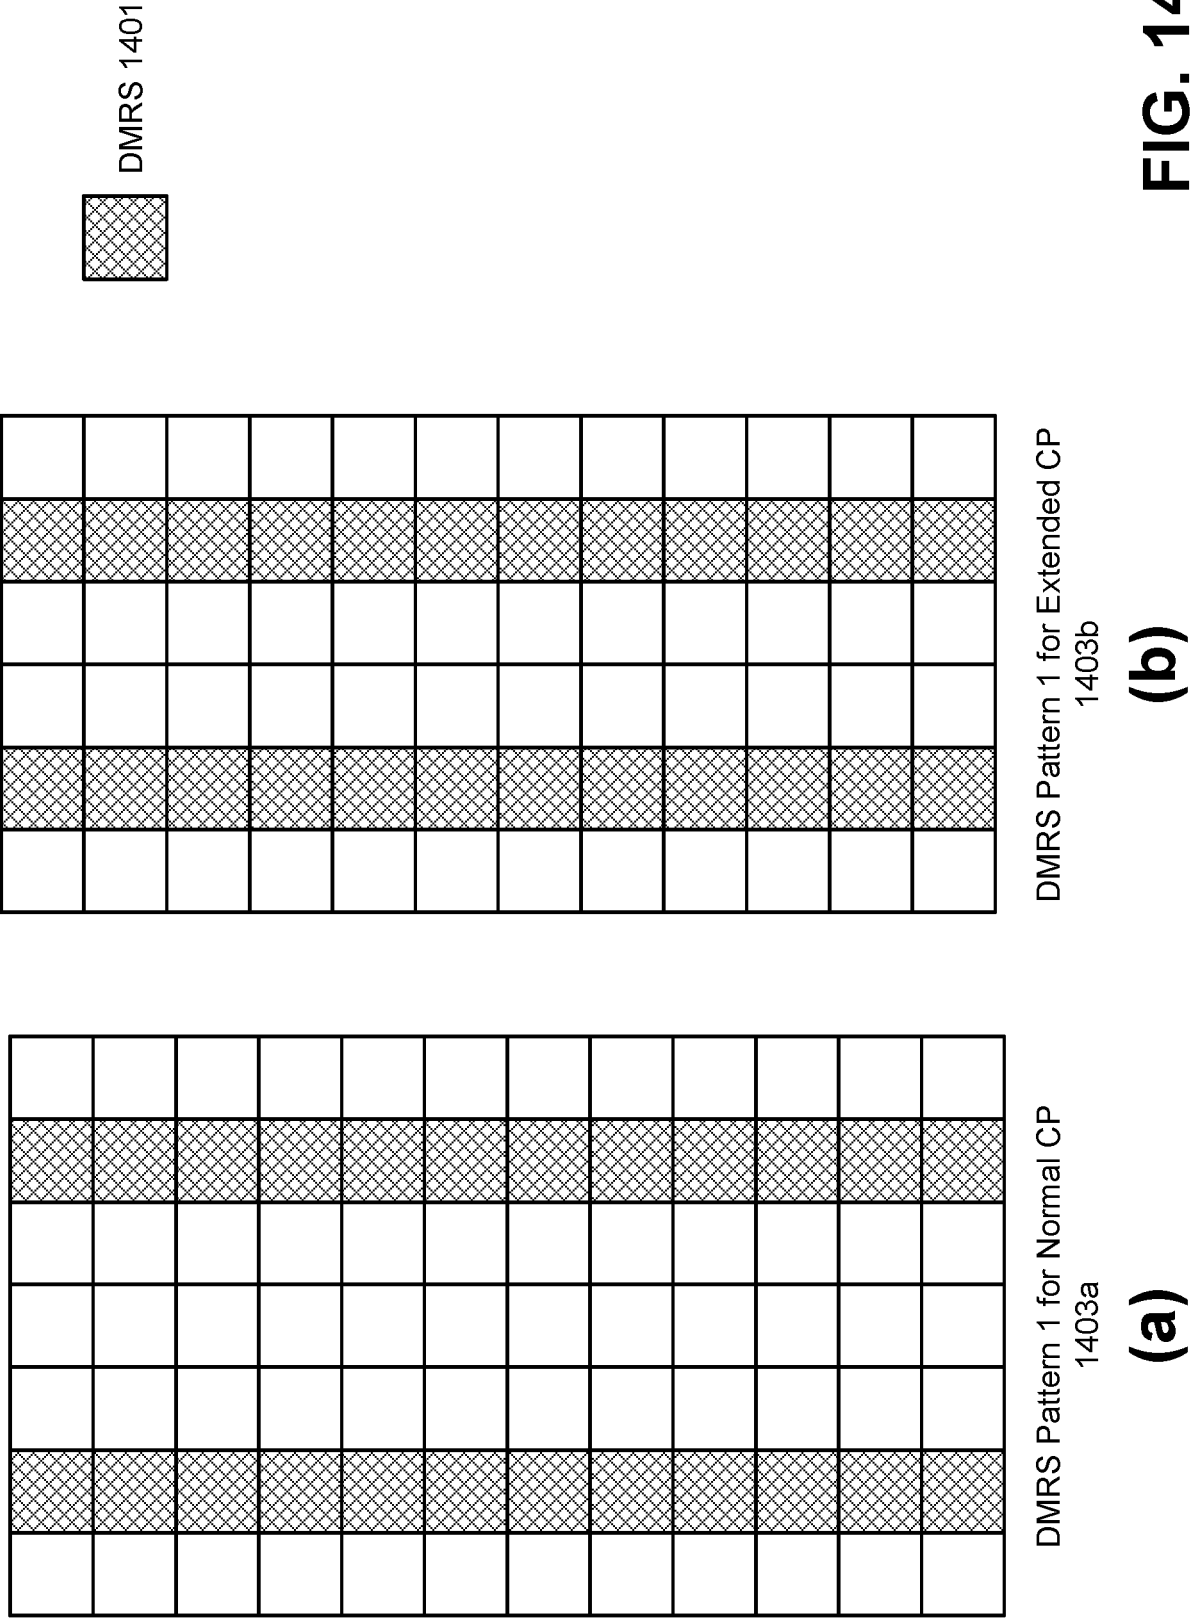 DMRS 1401
DMRS Pattern 1 for Normal CP
1403a
(a)
DMRS Pattern 1 for Extended CP
1403b
(b)
FIG. 14